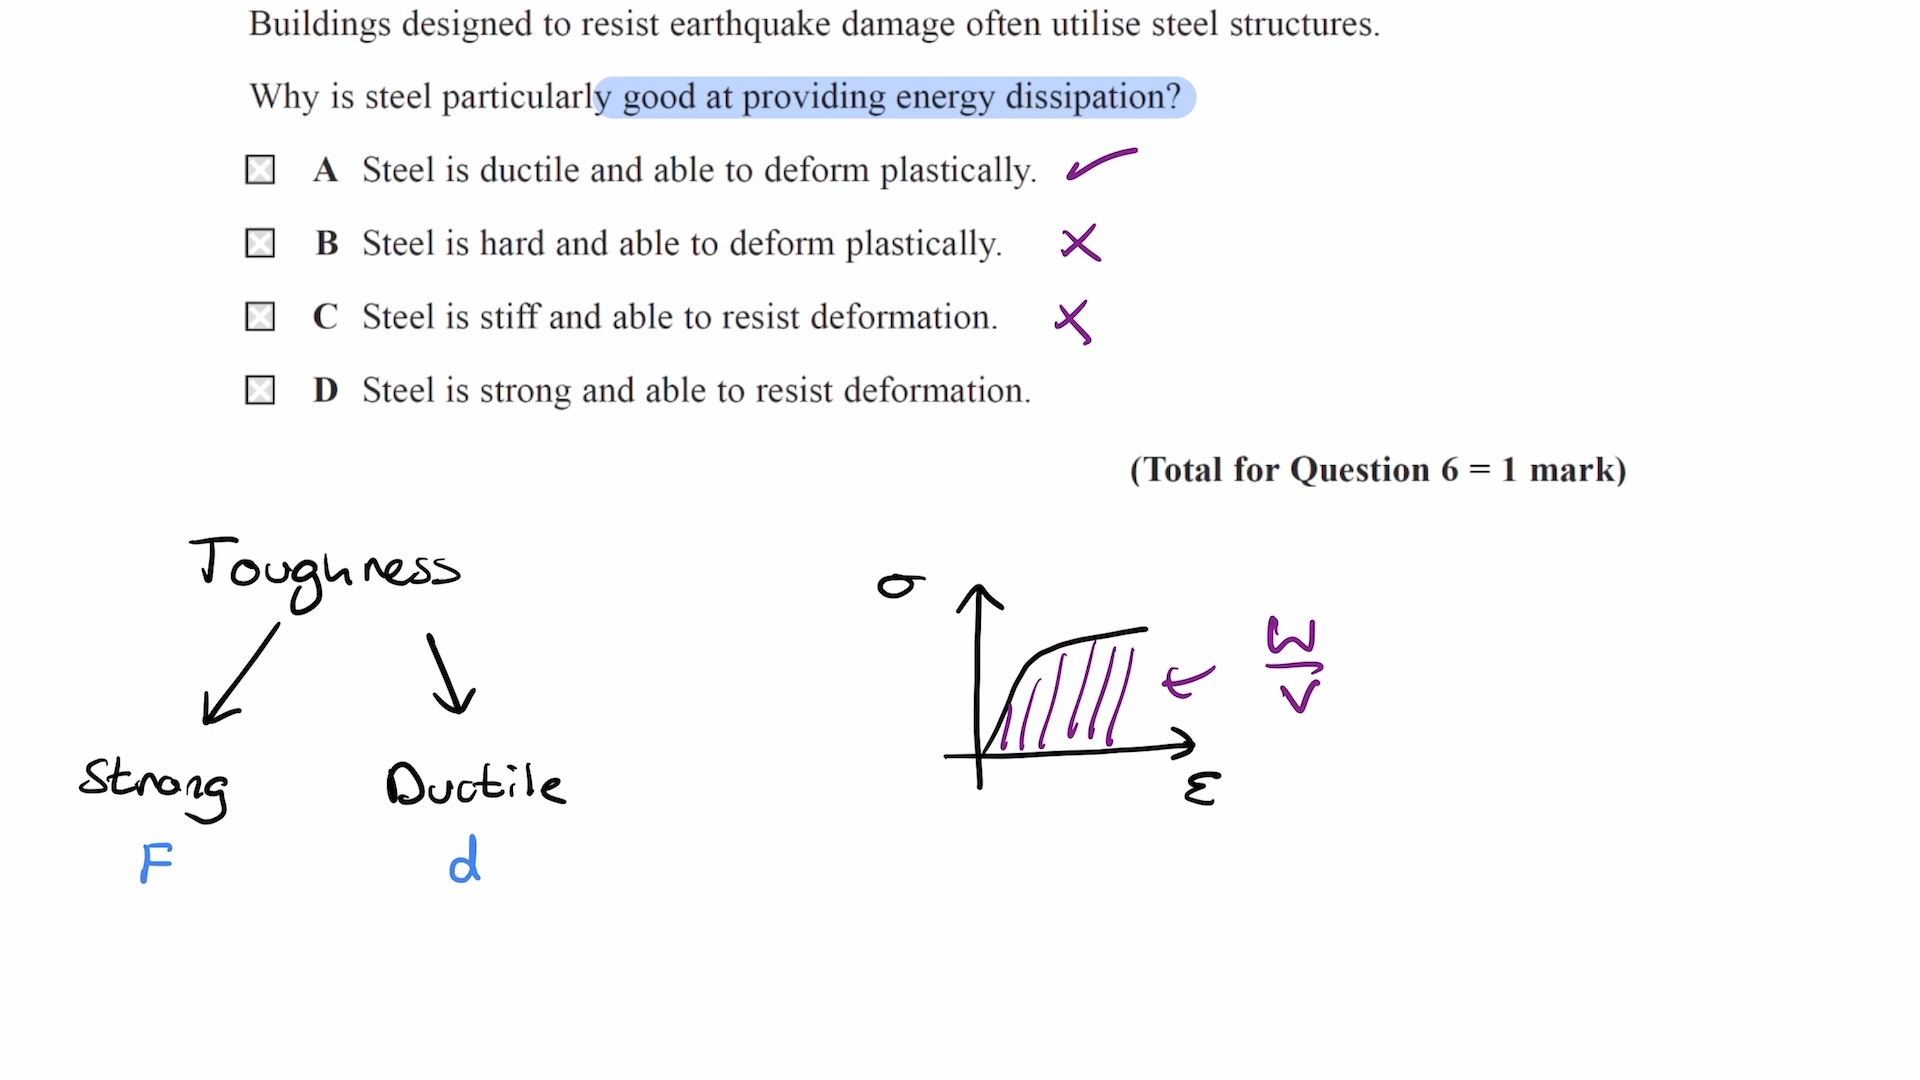 Buildings designed to resist earthquake damage often utilise steel structures.
Why is steel particularly good at providing energy dissipation?
A Steel is ductile and able to deform plastically.
B Steel is hard and able to deform plastically.
C Steel is stiff and able to resist deformation.
D Steel is strong and able to resist deformation.
(Total for Question 6 = 1 mark)
Toughness
Strong
Ductile
F
d
σ
ε
W
V